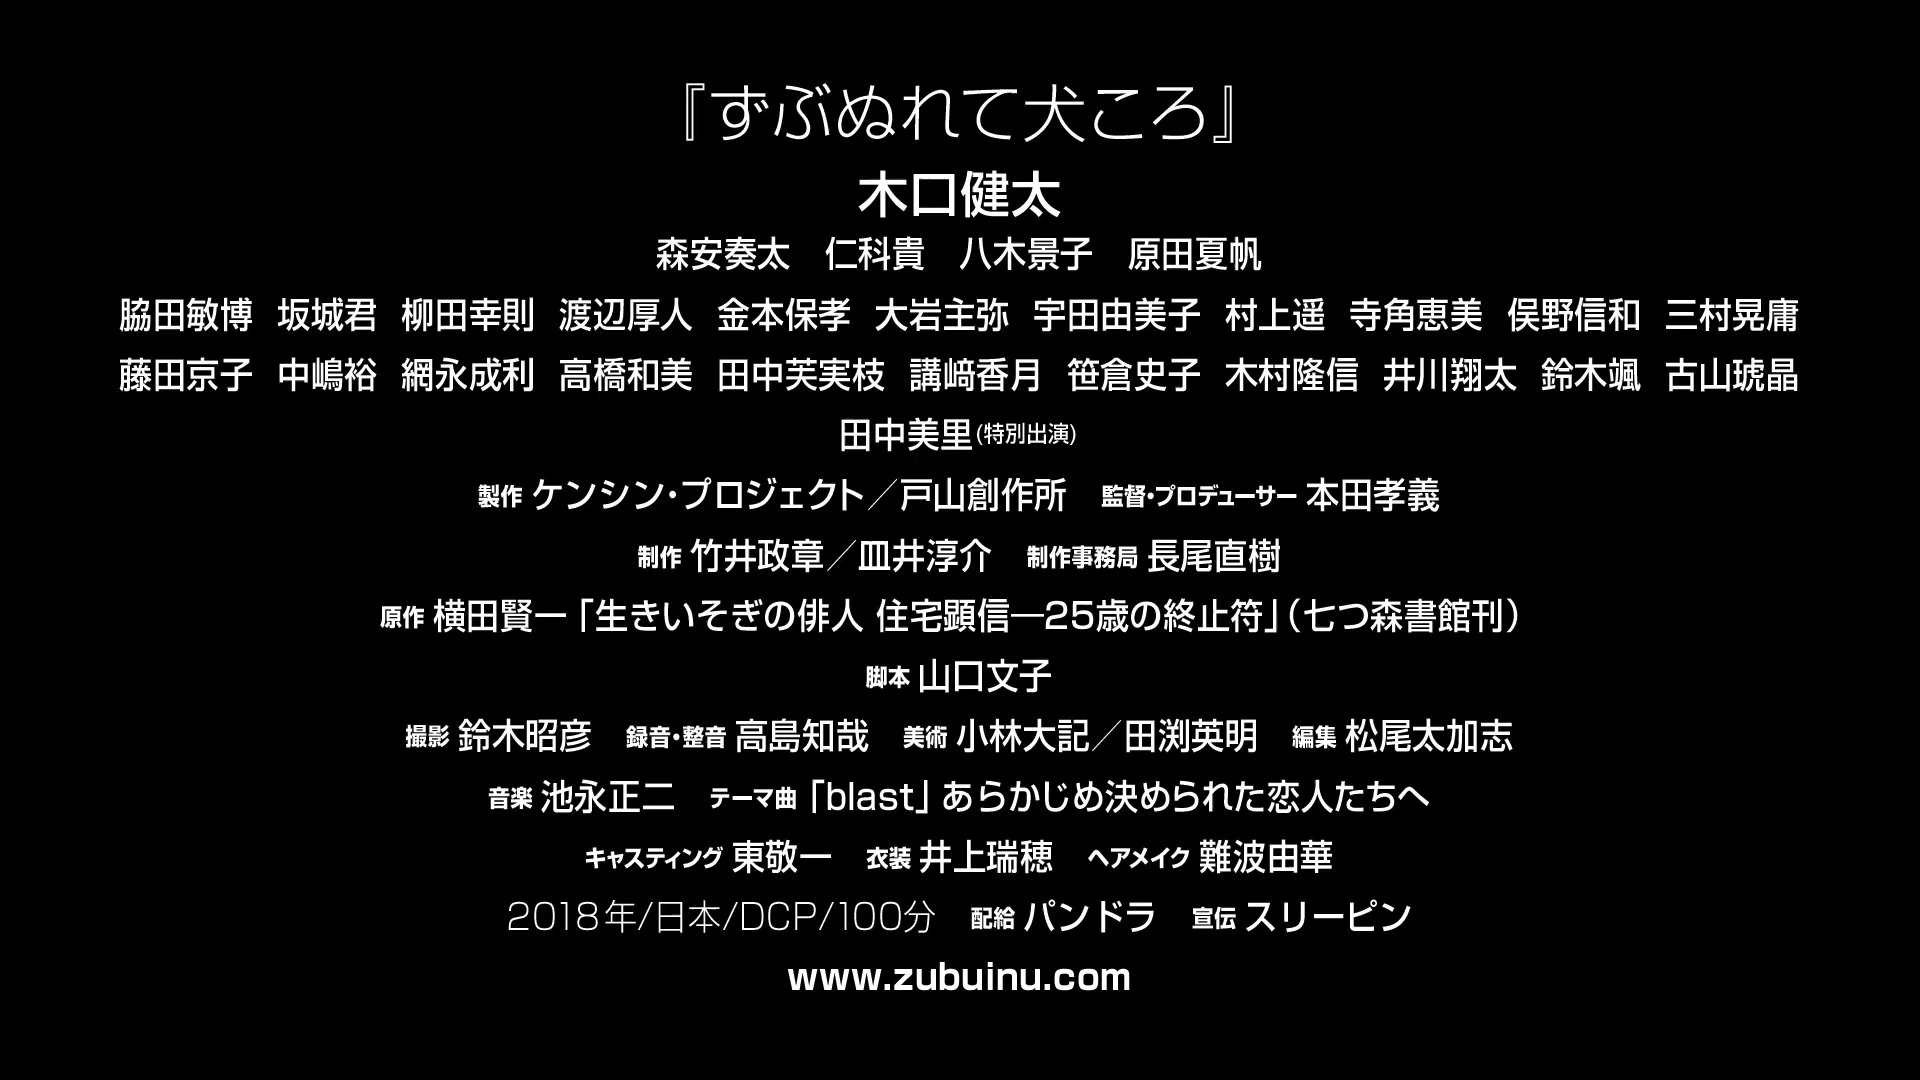 『ずぶぬれて犬ころ』
木口健太
森安奏太　仁科貴　八木景子　原田夏帆
脇田敏博　坂城君　柳田幸則　渡辺厚人　金本保孝　大岩主弥　宇田由美子　村上遥　寺角恵美　俣野信和　三村晃庸
藤田京子　中嶋裕　網永成利　高橋和美　田中芙実枝　講﨑香月　笹倉史子　木村隆信　井川翔太　鈴木颯　古山琥晶
田中美里(特別出演)
製作 ケンシン・プロジェクト／戸山創作所　監督・プロデューサー 本田孝義
制作 竹井政章／皿井淳介　制作事務局 長尾直樹
原作 横田賢一「生きいそぎの俳人 住宅顕信―25歳の終止符」（七つ森書館刊）
脚本 山口文子
撮影 鈴木昭彦　録音・整音 高島知哉　美術 小林大記／田渕英明　編集 松尾太加志
音楽 池永正二　テーマ曲「blast」あらかじめ決められた恋人たちへ
キャスティング 東敬一　衣装 井上瑞穂　ヘアメイク 難波由華
2018年/日本/DCP/100分　配給 パンドラ　宣伝 スリーピン
www.zubuinu.com